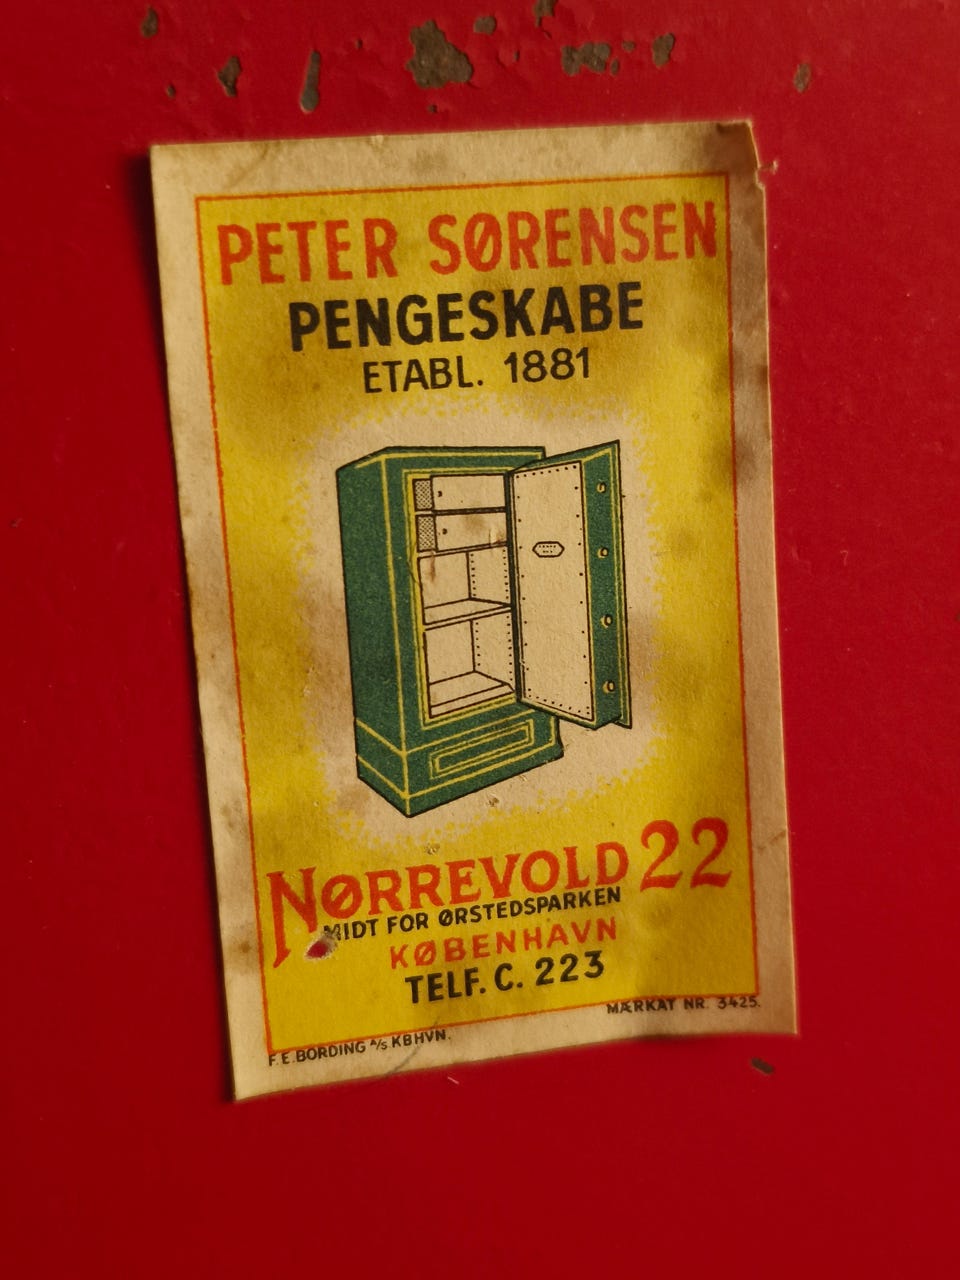 PETER SØRENSEN
PENGESKABE
ETABL. 1881
NØRREVOLD 22
MIDT FOR ØRSTEDSPARKEN
KØBENHAVN
TELF. C. 223
F. E. BORDING A/S KBHVN.
MÆRKAT NR. 3425.